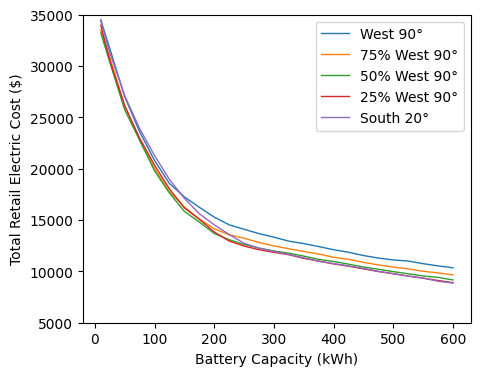 35000
30000
25000
20000
15000
10000
5000
Total Retail Electric Cost ($)
West 90°
75% West 90°
50% West 90°
25% West 90°
South 20°
0 100 200 300 400 500 600
Battery Capacity (kWh)